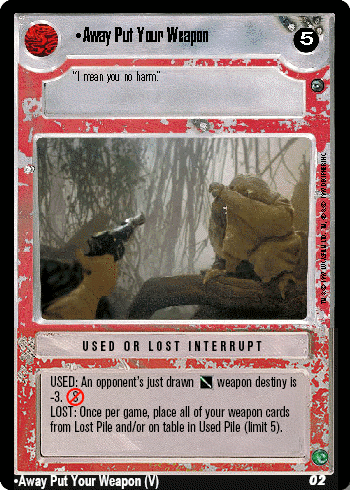 •Away Put Your Weapon
5
"I mean you no harm."
USED OR LOST INTERRUPT
USED: An opponent's just drawn weapon destiny is
-3.
LOST: Once per game, place all of your weapon cards
from Lost Pile and/or on table in Used Pile (limit 5).
•Away Put Your Weapon (V)
02